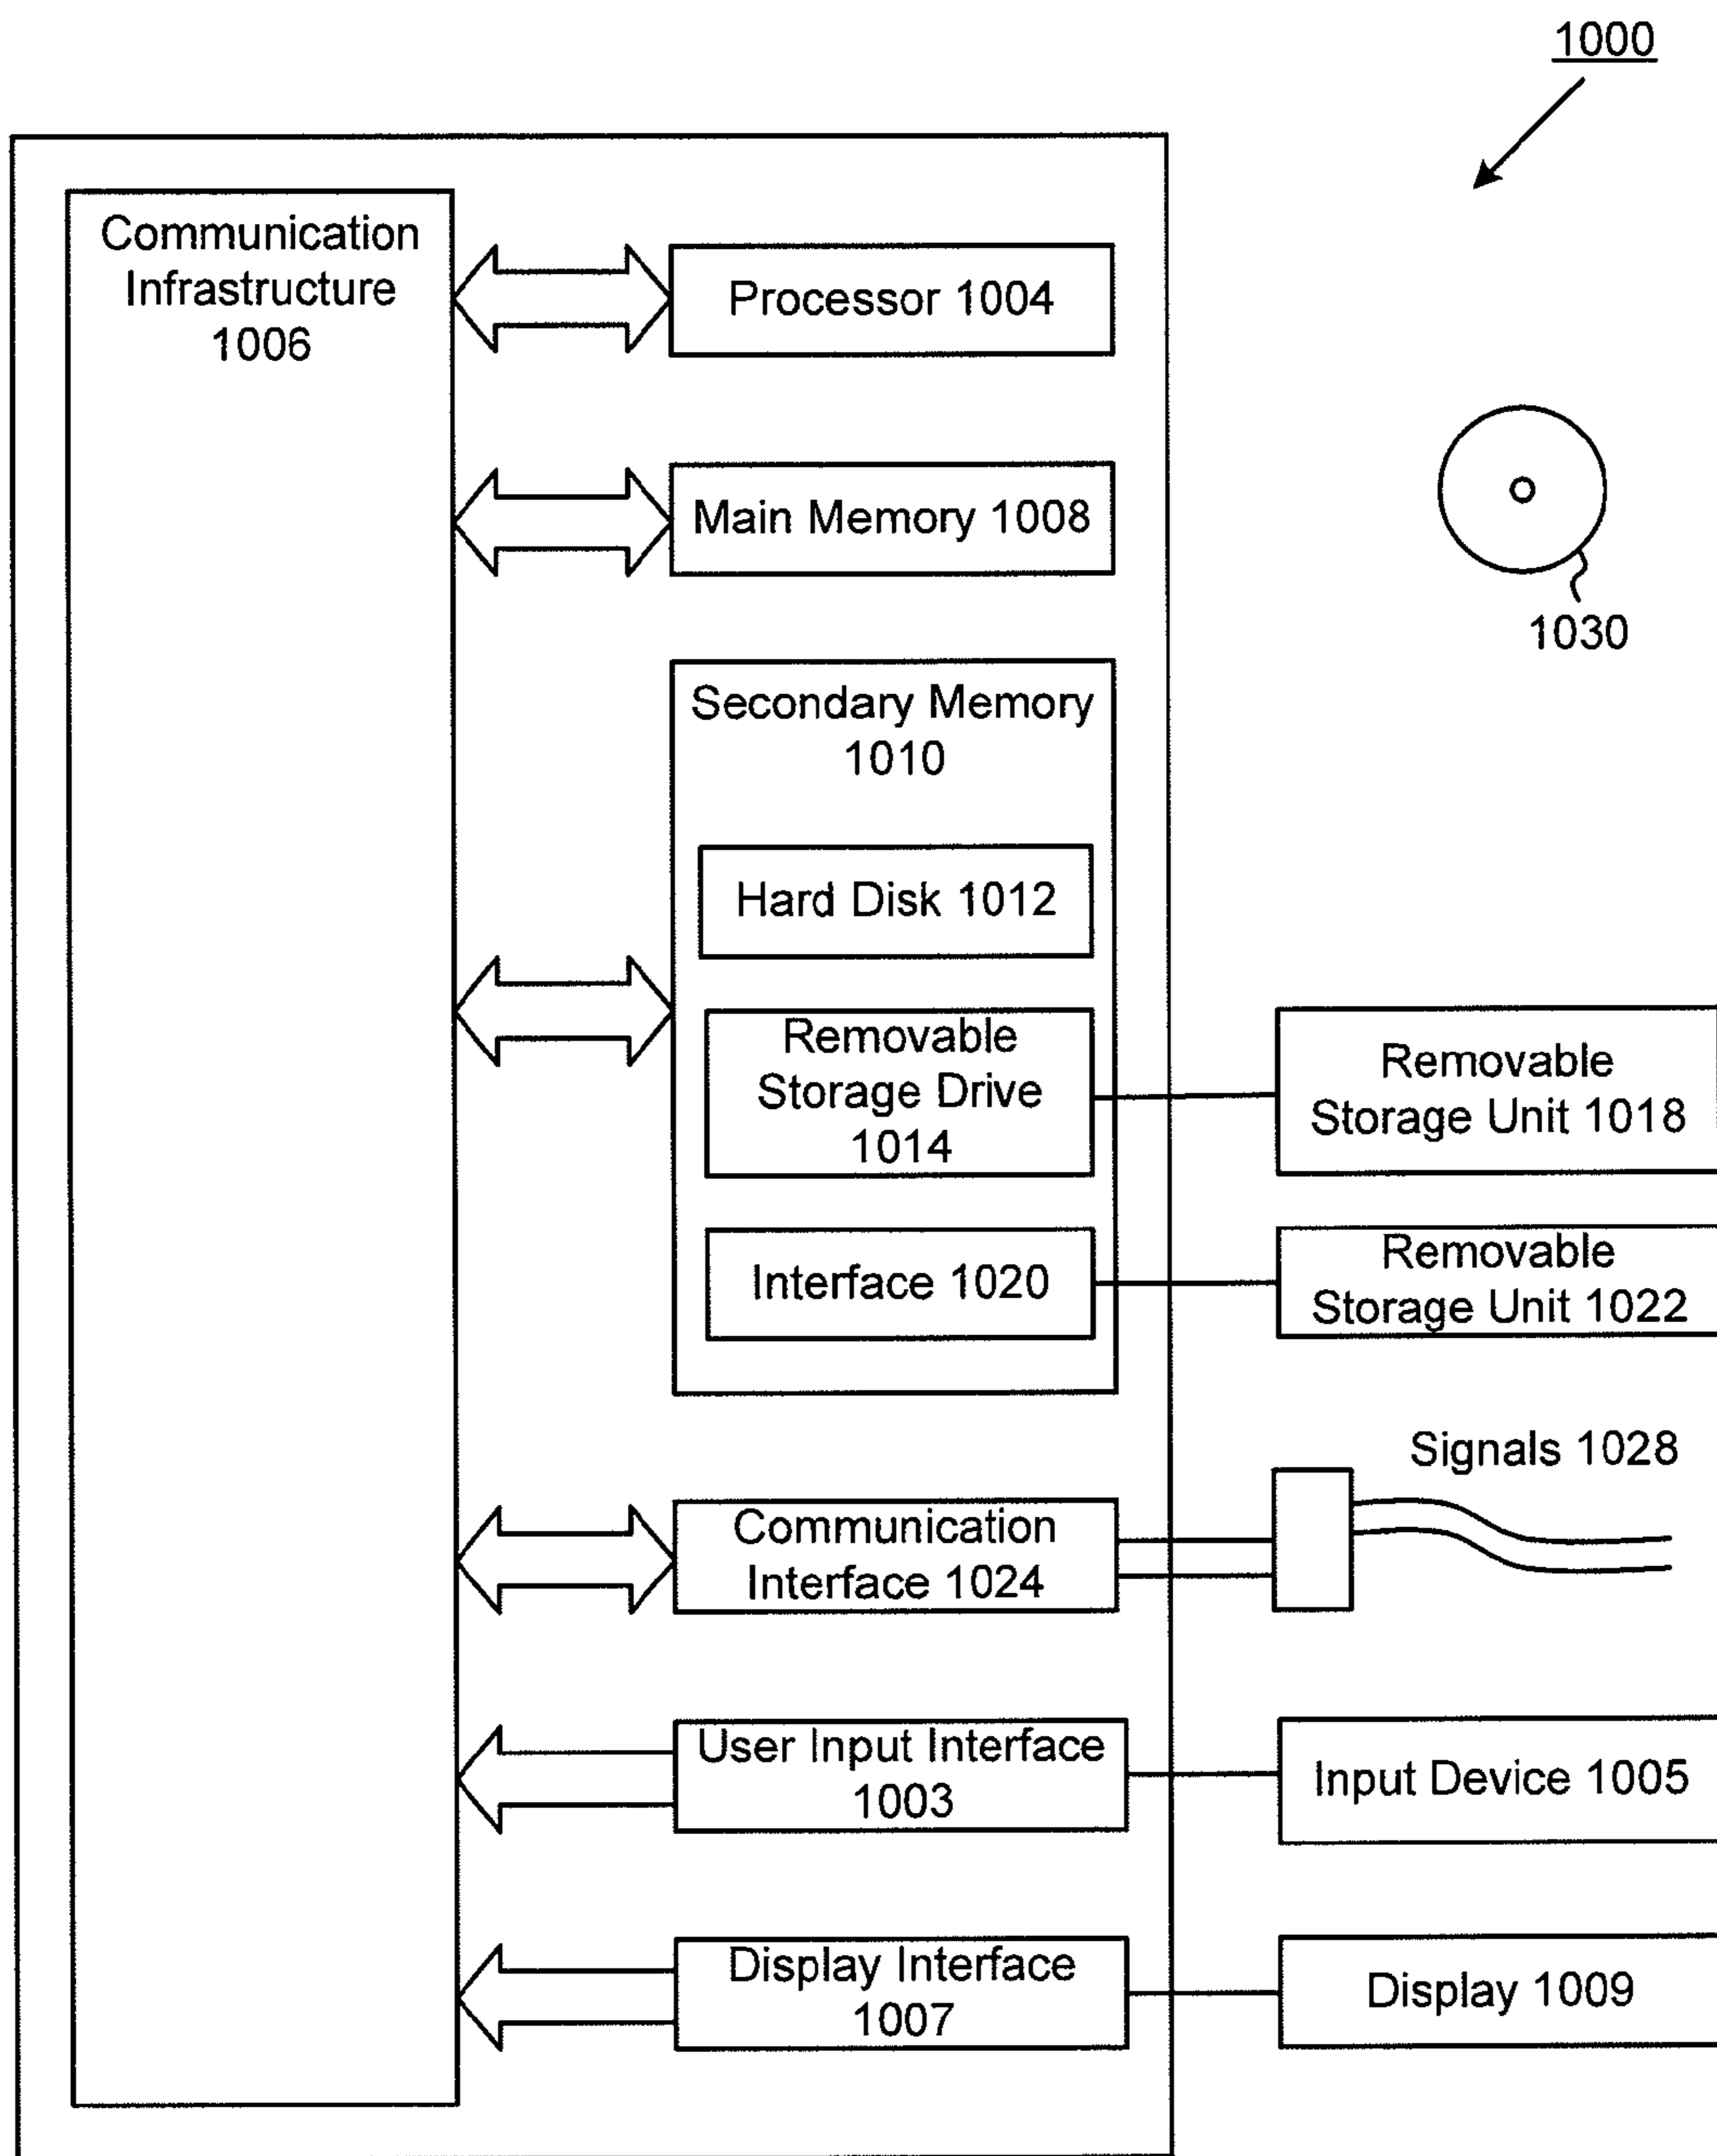 1000
Communication
Infrastructure
1006
Processor 1004
Main Memory 1008
1030
Secondary Memory
1010
Hard Disk 1012
Removable
Storage Drive
1014
Removable
Storage Unit 1018
Interface 1020
Removable
Storage Unit 1022
Signals 1028
Communication
Interface 1024
User Input Interface
1003
Input Device 1005
Display Interface
1007
Display 1009